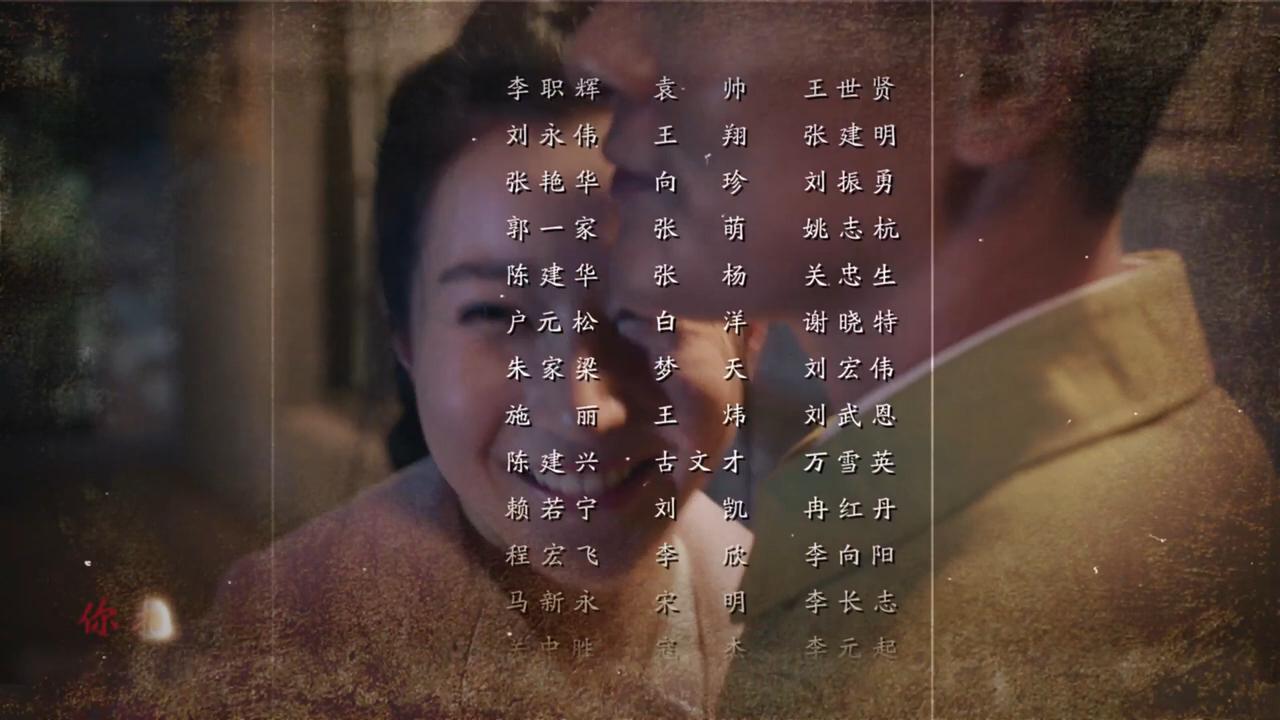 李职辉 袁帅 王世贤
刘永伟 王翔 张建明
张艳华 向珍 刘振勇
郭一家 张萌 姚志杭
陈建华 张杨 关忠生
户元松 白洋 谢晓特
朱家梁 梦天 刘宏伟
施丽 王炜 刘武恩
陈建兴 古文才 万雪英
赖若宁 刘凯 冉红丹
程宏飞 李欣 李向阳
马新永 宋明 李长志
中胜 杰 李元起
你